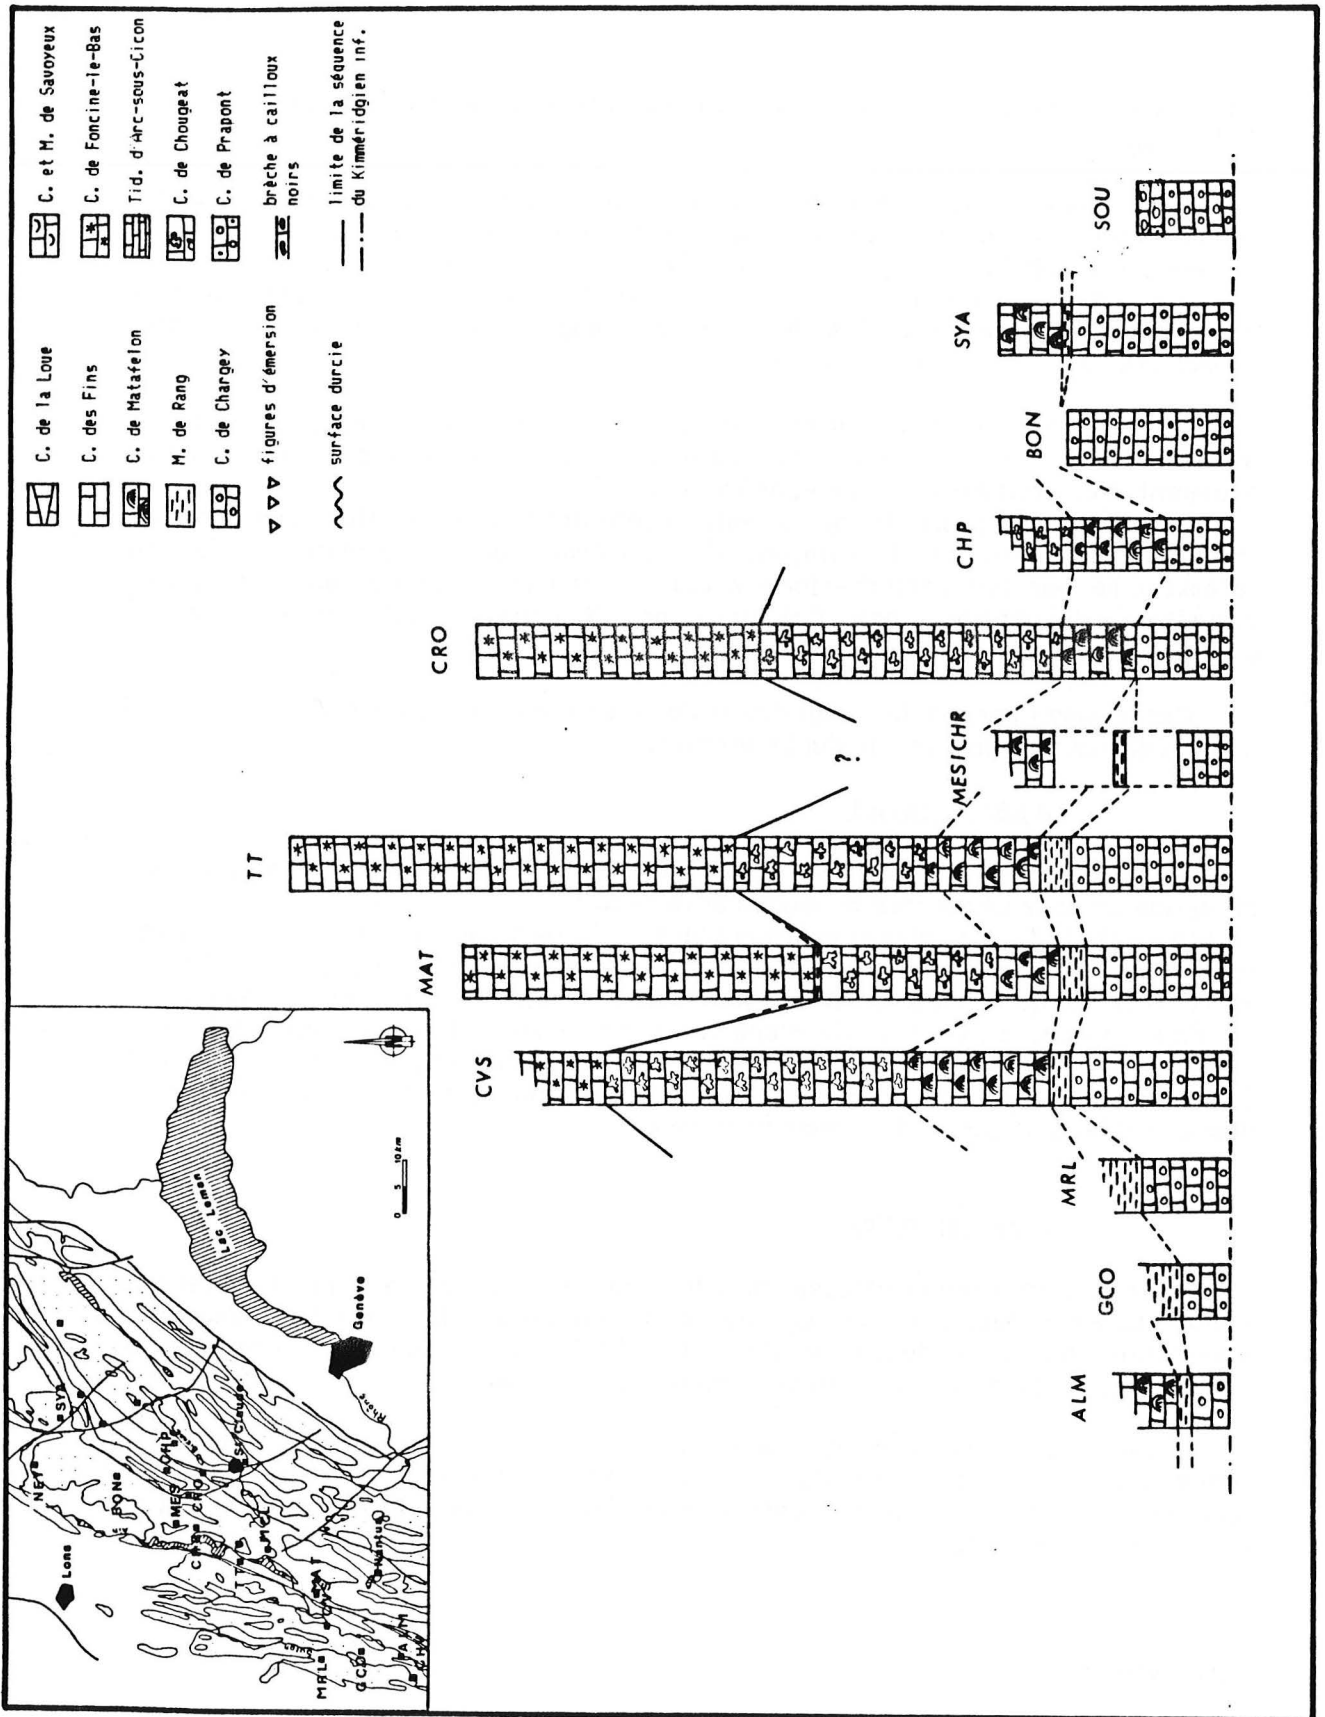 C. de la Loue
C. des Fins
C. de Matafelon
M. de Rang
C. de Chargey
figures d'émersion
surface durcie
C. et M. de Savoyeux
C. de Foncine-le-Bas
Tid. d'Arc-sous-Cicon
C. de Chougeat
C. de Prapont
brèche à cailloux
noirs
limite de la séquence
du Kimméridgien inf.
ALM
GCO
MRL
CVS
MAT
TT
MESICHR
?
CRO
CHP
BON
SYA
SOU
Lons
NEY
SYA
BON
MES
CHP
CRO
St Claude
TT
MCL
MAT
CVS
Nantua
MRL
GCO
ALM
Lac Leman
Genève
Rhône
0 5 10km